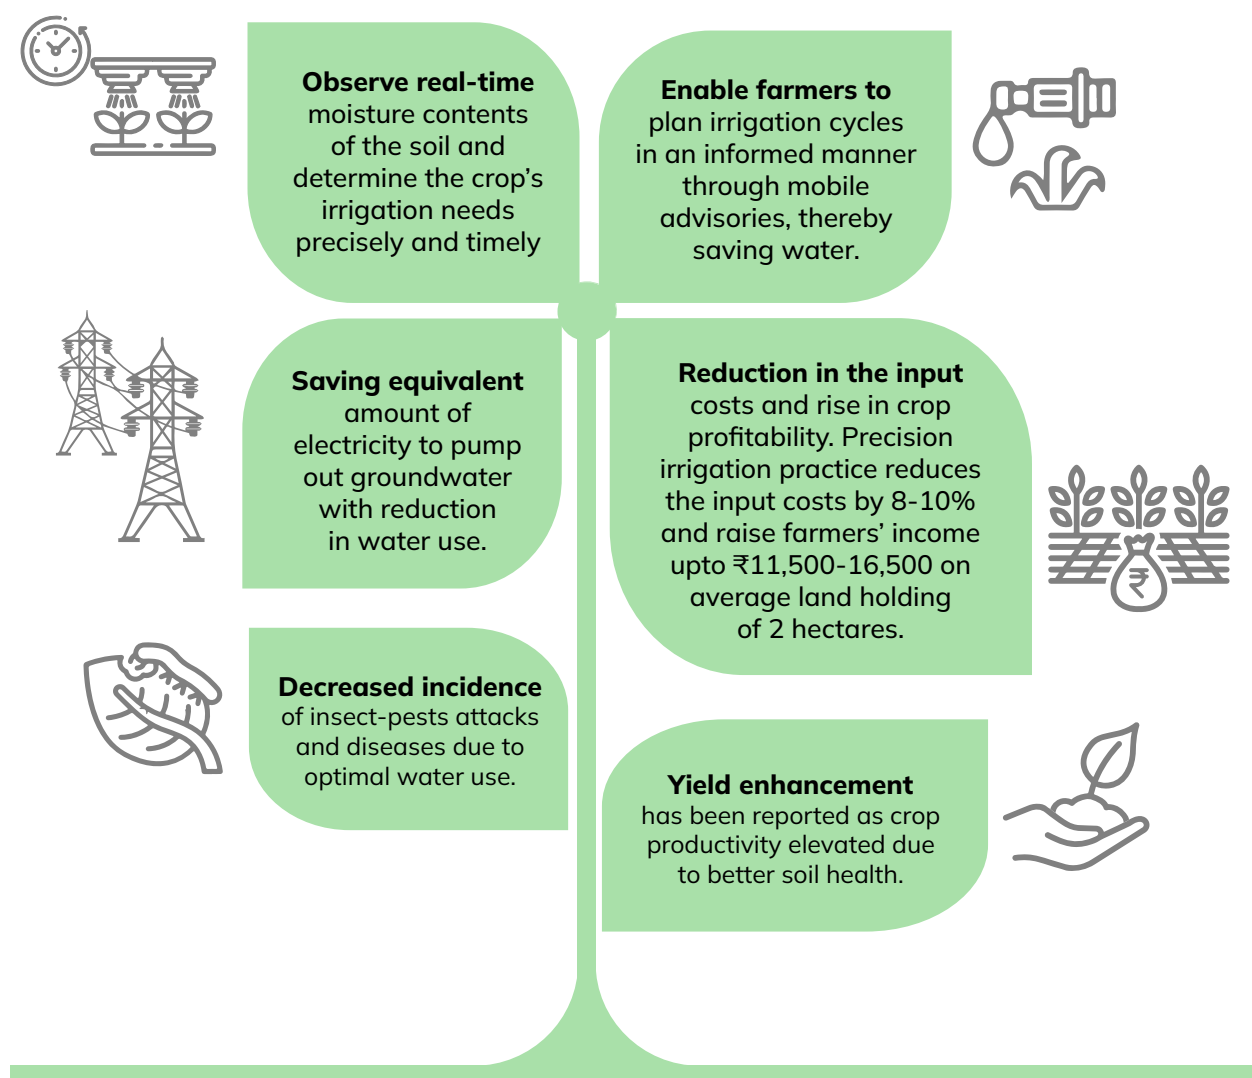 Observe real-time
moisture contents
of the soil and
determine the crop’s
irrigation needs
precisely and timely
Enable farmers to
plan irrigation cycles
in an informed manner
through mobile
advisories, thereby
saving water.
Saving equivalent
amount of
electricity to pump
out groundwater
with reduction
in water use.
Reduction in the input
costs and rise in crop
profitability. Precision
irrigation practice reduces
the input costs by 8-10%
and raise farmers’ income
upto ₹11,500-16,500 on
average land holding
of 2 hectares.
₹
Decreased incidence
of insect-pests attacks
and diseases due to
optimal water use.
Yield enhancement
has been reported as crop
productivity elevated due
to better soil health.